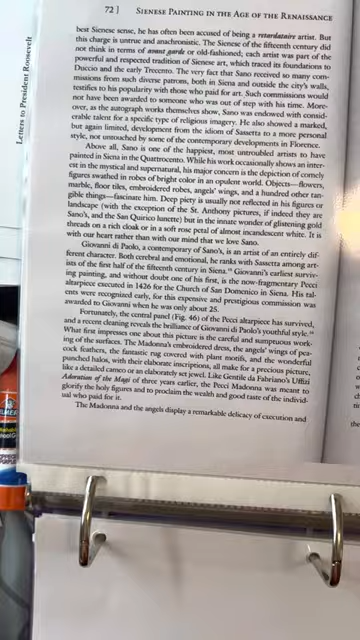 72 ] SIENESE PAINTING IN THE AGE OF THE RENAISSANCE
best Sienese sense, he has often been accused of being a retardataire artist. But
this charge is untrue and anachronistic. The Sienese of the fifteenth century did
not think in terms of avant garde or old-fashioned; each artist was part of the
powerful and respected tradition of Sienese art, which traced its foundations to
Duccio and the early Trecento. The very fact that Sano received so many com-
missions from such diverse patrons, both in Siena and outside the city's walls,
testifies to his popularity with those who paid for art. Such commissions would
not have been awarded to someone who was out of step with his time. More-
over, as the autograph works themselves show, Sano was endowed with consid-
erable talent for a specific type of religious imagery. He also showed a marked,
but again limited, development from the idiom of Sassetta to a more personal
style, not untouched by some of the contemporary developments in Florence.
Above all, Sano is one of the happiest, most untroubled artists to have
painted in Siena in the Quattrocento. While his work occasionally shows an inter-
est in the mystical and supernatural, his major concern is the depiction of comely
figures swathed in robes of bright color in an opulent world. Objects—flowers,
marble, floor tiles, embroidered robes, angels' wings, and a hundred other tan-
gible things—fascinate him. Deep piety is usually not reflected in his figures or
landscape (with the exception of the St. Anthony pictures, if indeed they are
Sano's, and the San Quirico lunette) but in the innate wonder of glistening gold
threads on a rich cloak or in a soft rose petal of almost incandescent white. It is
with our heart rather than with our mind that we love Sano.
Giovanni di Paolo, a contemporary of Sano's, is an artist of an entirely dif-
ferent character. Both cerebral and emotional, he ranks with Sassetta among art-
ists of the first half of the fifteenth century in Siena. Giovanni's earliest surviv-
ing painting, and without doubt one of his first, is the now-fragmentary Pecci
altarpiece executed in 1426 for the Church of San Domenico in Siena. His tal-
ents were recognized early, for this expensive and prestigious commission was
awarded to Giovanni when he was only about 25.
Fortunately, the central panel (Fig. 46) of the Pecci altarpiece has survived,
and a recent cleaning reveals the brilliance of Giovanni di Paolo's youthful style.
What first impresses one about this picture is the careful and sumptuous work-
ing of the surfaces. The Madonna's embroidered dress, the angels' wings of pea-
cock feathers, the fantastic rug covered with plant motifs, and the wonderful
punched halos, with their elaborate inscriptions, all make for a precious picture,
like a detailed cameo or an elaborately set jewel. Like Gentile da Fabriano's Uffizi
Adoration of the Magi of three years earlier, the Pecci Madonna was meant to
glorify the holy figures and to proclaim the wealth and good taste of the individ-
ual who paid for it.
The Madonna and the angels display a remarkable delicacy of execution and
Letters to President Roosevelt